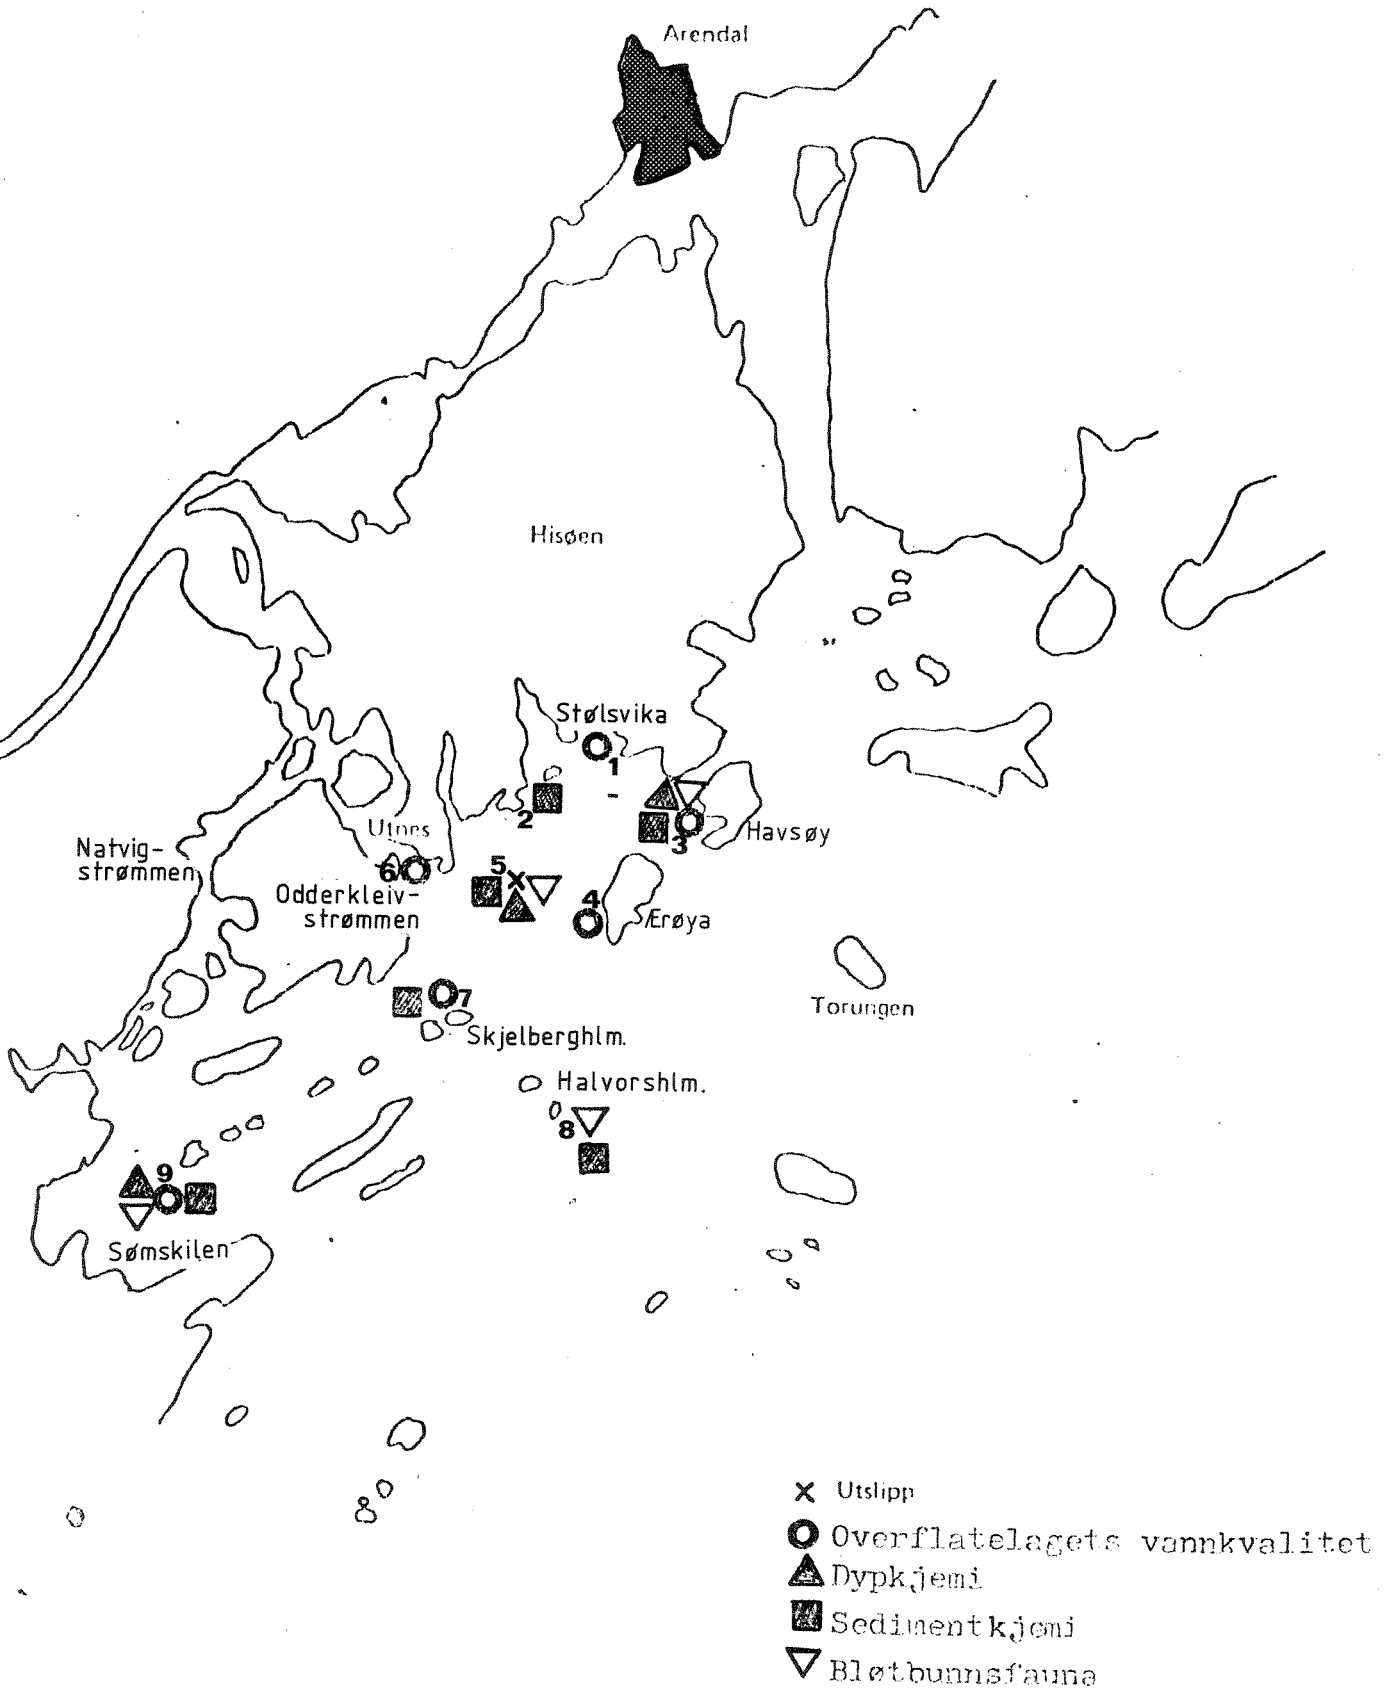 Arendal
Hisøen
Stølsvika
1
2
3
Havsøy
Utnes
Natvig-
strømmen
6
5
4
Odderkleiv-
strømmen
Ærøya
7
Torungen
Skjelberghlm.
Halvorshlm.
8
9
Sømskilen
Utslipp
Overflatelagets vannkvalitet
Dypkjemi
Sedimentkjemi
Bløtbunnsfauna